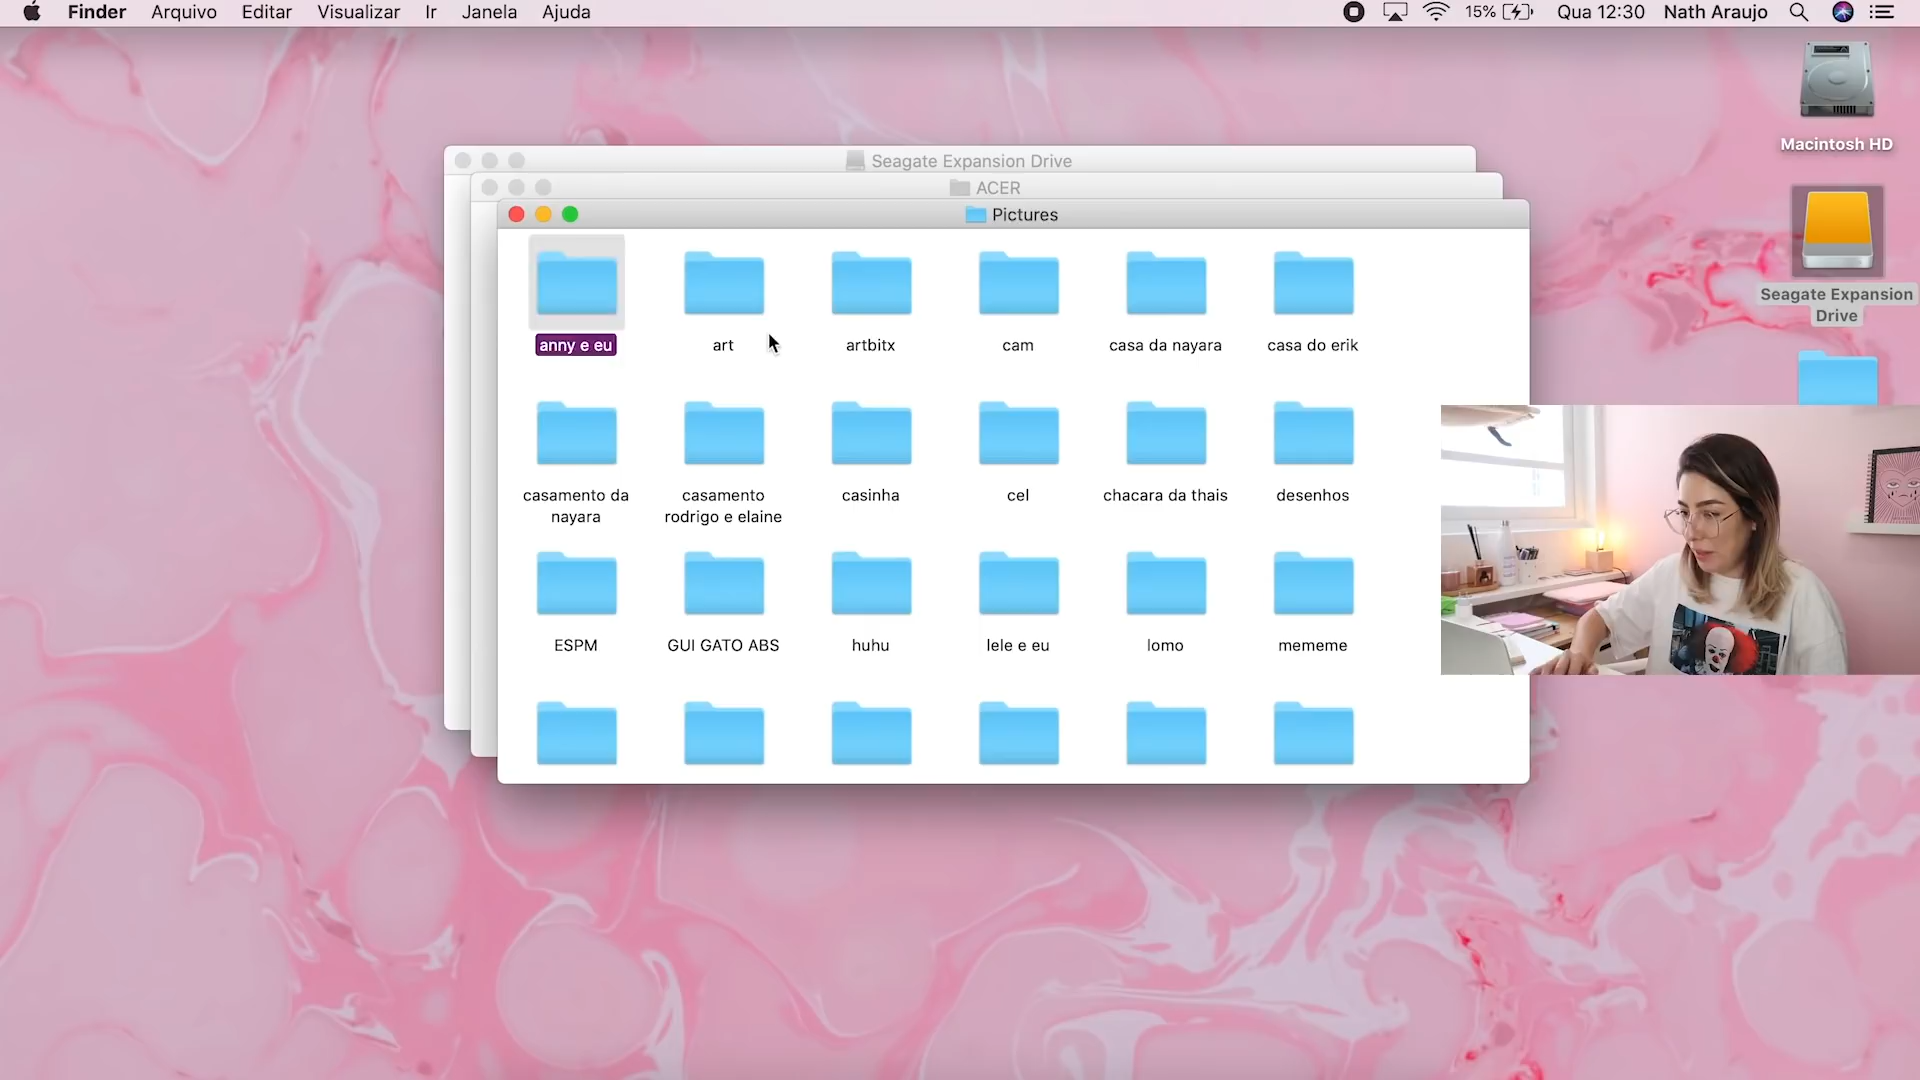 Finder Arquivo Editar Visualizar Ir Janela Ajuda 15% Qua 12:30 Nath Araujo
Macintosh HD
Seagate Expansion Drive
ACER
Pictures
Seagate Expansion
Drive
anny e eu art artbitx cam casa da nayara casa do erik
casamento da
nayara
casamento
rodrigo e elaine
casinha cel chacara da thais desenhos
ESPM GUI GATO ABS huhu lele e eu lomo mememe